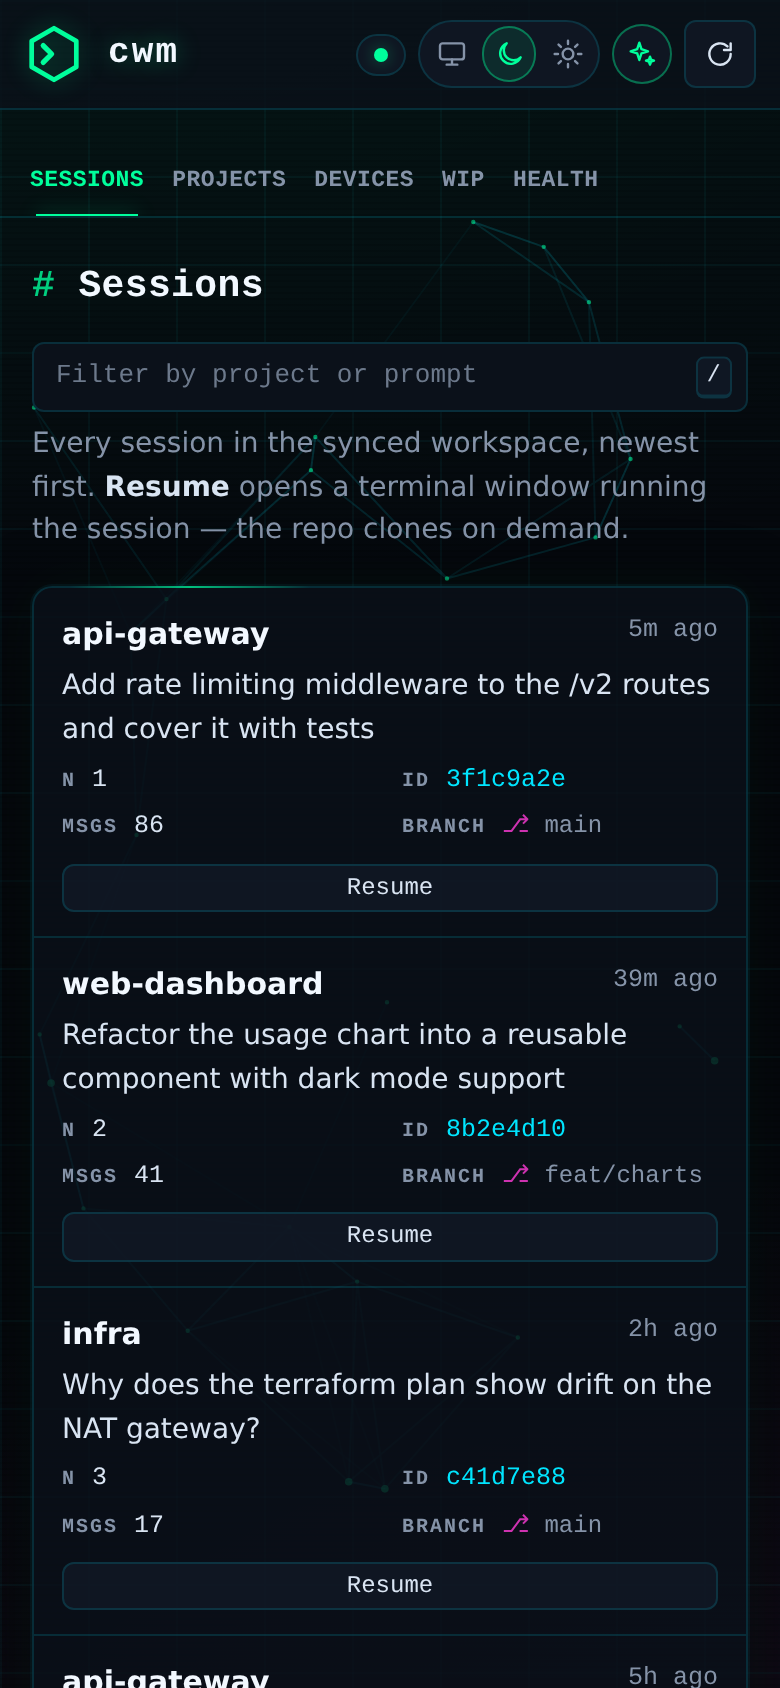 cwm
SESSIONS PROJECTS DEVICES WIP HEALTH
# Sessions
Filter by project or prompt /
Every session in the synced workspace, newest
first. Resume opens a terminal window running
the session — the repo clones on demand.
api-gateway 5m ago
Add rate limiting middleware to the /v2 routes
and cover it with tests
N 1 ID 3f1c9a2e
MSGS 86 BRANCH ⎇ main
Resume
web-dashboard 39m ago
Refactor the usage chart into a reusable
component with dark mode support
N 2 ID 8b2e4d10
MSGS 41 BRANCH ⎇ feat/charts
Resume
infra 2h ago
Why does the terraform plan show drift on the
NAT gateway?
N 3 ID c41d7e88
MSGS 17 BRANCH ⎇ main
Resume
api-gateway 5h ago